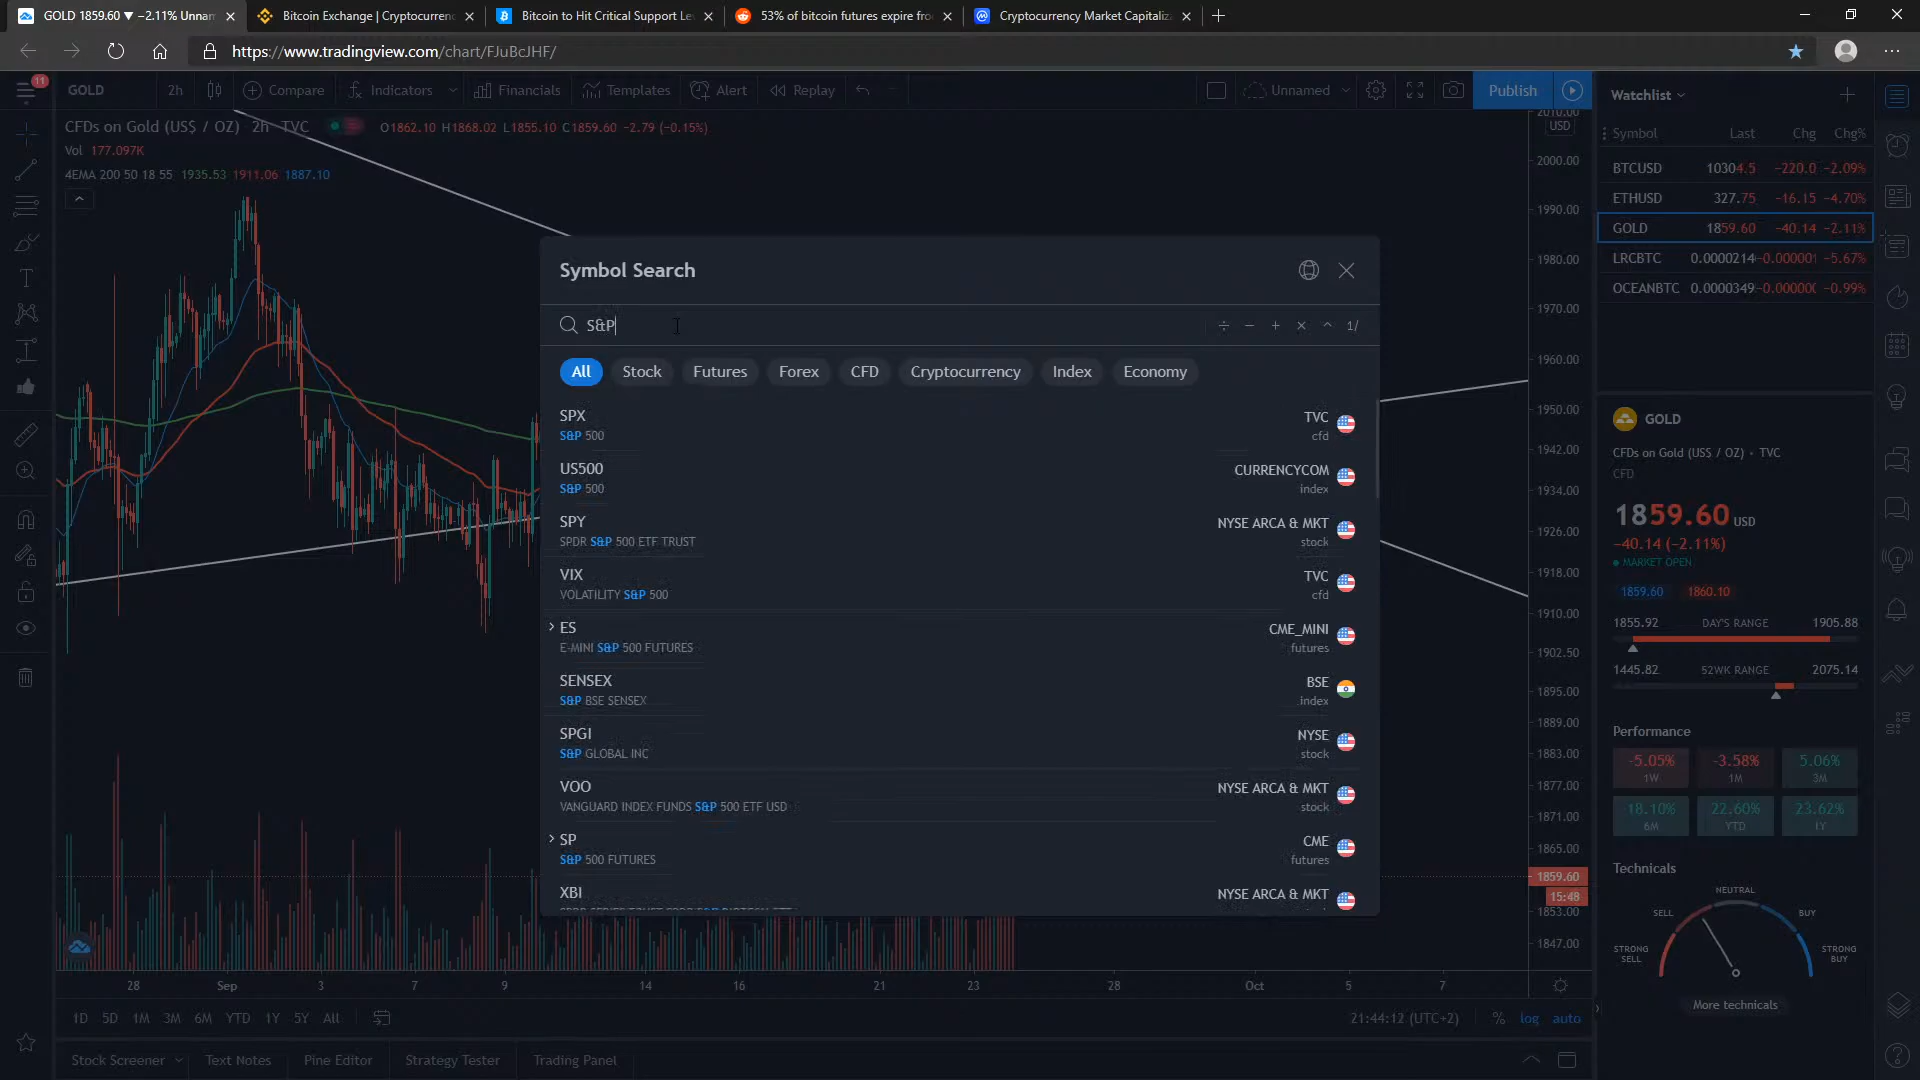 GOLD 1859.60 ▼ −2.11% Unnam
Bitcoin Exchange | Cryptocurrenc
Bitcoin to Hit Critical Support Le
53% of bitcoin futures expire fro
Cryptocurrency Market Capitaliz
https://www.tradingview.com/chart/FJuBcJHF/
11
GOLD
2h
Compare
Indicators
Financials
Templates
Alert
Replay
Unnamed
Publish
Watchlist
CFDs on Gold (US$ / OZ) 2h TVC
O1862.10 H1868.02 L1855.10 C1859.60 −2.79 (−0.15%)
Vol 177.097K
4EMA 200 50 18 55 1935.53 1911.06 1887.10
Symbol Last Chg Chg%
BTCUSD 10304.5 −220.0 −2.09%
ETHUSD 327.75 −16.15 −4.70%
GOLD 1859.60 −40.14 −2.11%
LRCBTC 0.0000214 −0.000001 −5.67%
OCEANBTC 0.0000349 −0.00000( −0.99%
Symbol Search
S&P
÷ − + × ^ 1/
All Stock Futures Forex CFD Cryptocurrency Index Economy
SPX TVC
S&P 500 cfd
US500 CURRENCYCOM
S&P 500 index
SPY NYSE ARCA & MKT
SPDR S&P 500 ETF TRUST stock
VIX TVC
VOLATILITY S&P 500 cfd
ES CME_MINI
E-MINI S&P 500 FUTURES futures
SENSEX BSE
S&P BSE SENSEX index
SPGI NYSE
S&P GLOBAL INC stock
VOO NYSE ARCA & MKT
VANGUARD INDEX FUNDS S&P 500 ETF USD stock
SP CME
S&P 500 FUTURES futures
XBI NYSE ARCA & MKT
2010.00
USD
2000.00
1990.00
1980.00
1970.00
1960.00
1950.00
1942.00
1934.00
1926.00
1918.00
1910.00
1902.50
1895.00
1889.00
1883.00
1877.00
1871.00
1865.00
1859.60
15:48
1853.00
1847.00
GOLD
CFDs on Gold (US$ / OZ) • TVC
CFD
1859.60 USD
−40.14 (−2.11%)
MARKET OPEN
1859.60 1860.10
1855.92 DAY'S RANGE 1905.88
1445.82 52WK RANGE 2075.14
Performance
-5.05% -3.58% 5.06%
1W 1M 3M
18.10% 22.60% 23.62%
6M YTD 1Y
Technicals
NEUTRAL
SELL BUY
STRONG SELL
STRONG BUY
More technicals
28 Sep 3 7 9 14 16 21 23 28 Oct 5 7
1D 5D 1M 3M 6M YTD 1Y 5Y All
21:44:12 (UTC+2) % log auto
Stock Screener Text Notes Pine Editor Strategy Tester Trading Panel